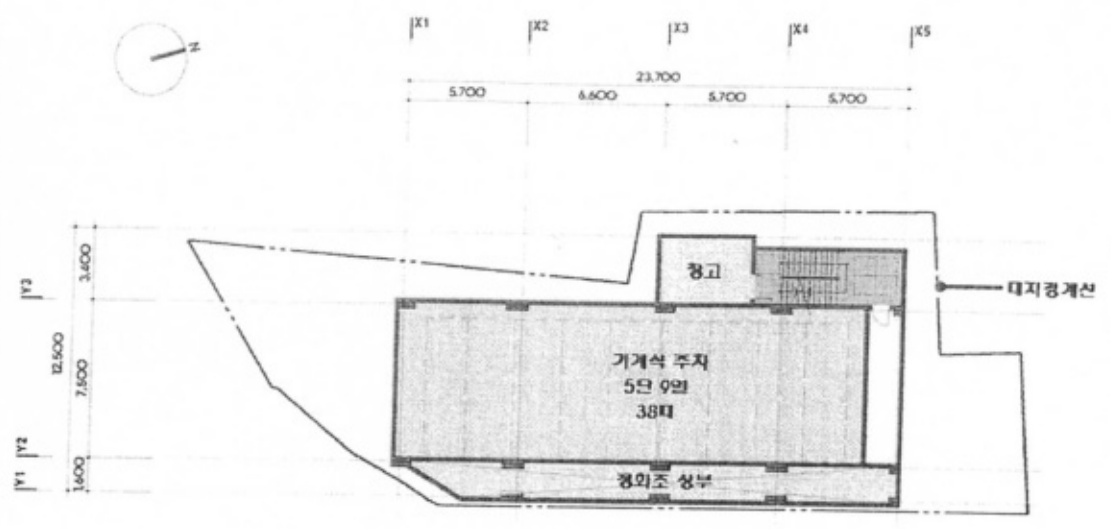 X1 X2 X3 X4 X5
N
23,700
5,700 6,600 5,700 5,700
3,400
12,500
7,500
1,600
Y3
Y2
Y1
창고
대지경계선
기계식 주차
5단 9열
38대
정화조 상부